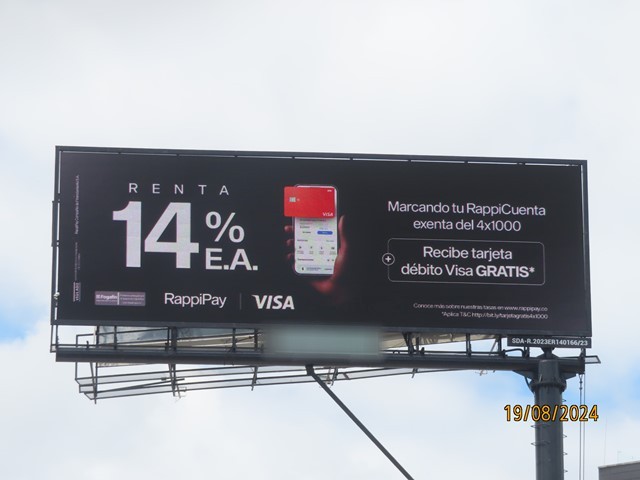 RENTA
14% E.A.
RappiPay
VISA
VISA
Marcando tu RappiCuenta
exenta del 4x1000
+ Recibe tarjeta
débito Visa GRATIS*
Conoce más sobre nuestras tasas en www.rappipay.co
*Aplica T&C http://bit.ly/tarjetagratis4x1000
SDA-R.2023ER140166/23
19/08/2024